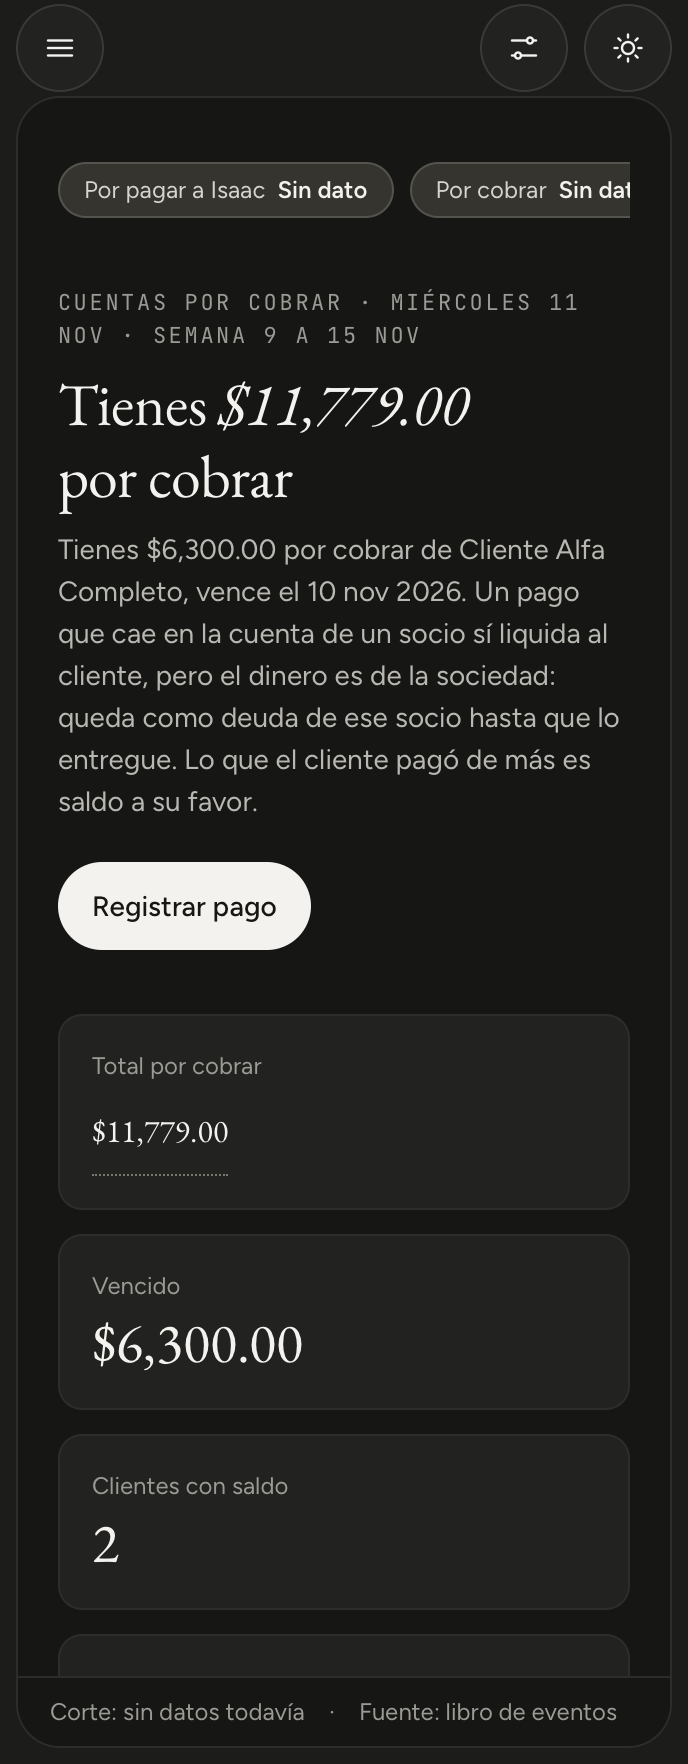 Por pagar a Isaac Sin dato
Por cobrar Sin dat
CUENTAS POR COBRAR · MIÉRCOLES 11
NOV · SEMANA 9 A 15 NOV
Tienes $11,779.00
por cobrar
Tienes $6,300.00 por cobrar de Cliente Alfa
Completo, vence el 10 nov 2026. Un pago
que cae en la cuenta de un socio sí liquida al
cliente, pero el dinero es de la sociedad:
queda como deuda de ese socio hasta que lo
entregue. Lo que el cliente pagó de más es
saldo a su favor.
Registrar pago
Total por cobrar
$11,779.00
Vencido
$6,300.00
Clientes con saldo
2
Corte: sin datos todavía · Fuente: libro de eventos